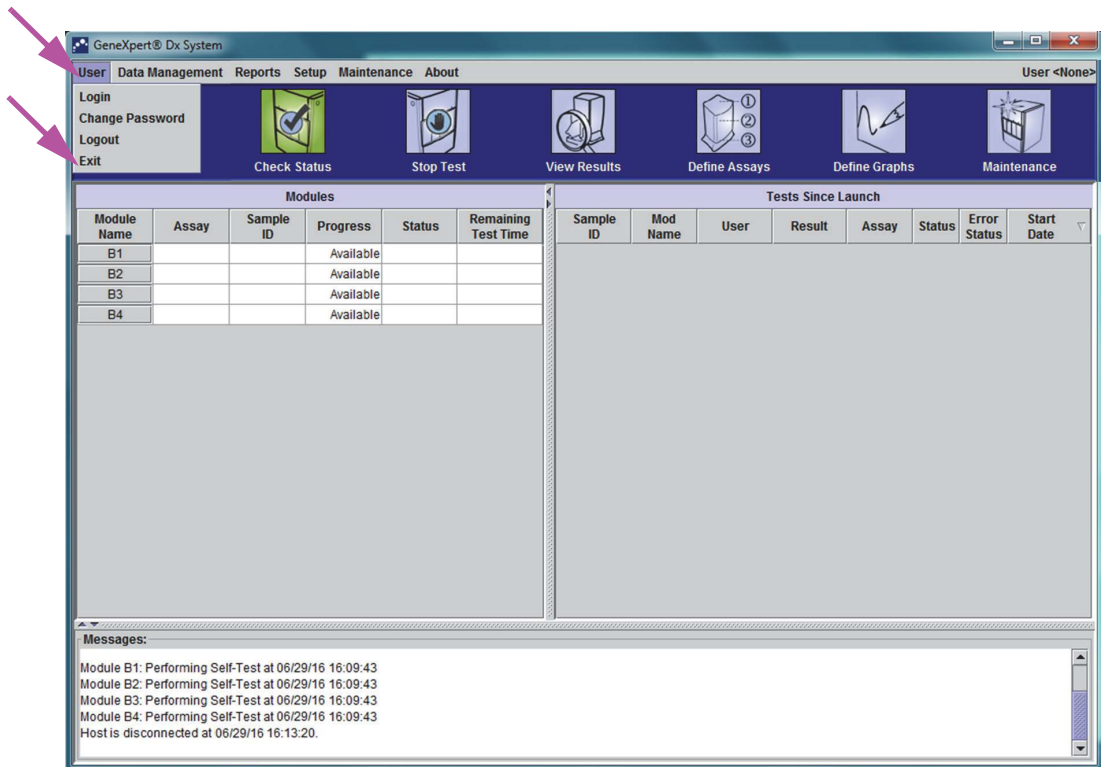 GeneXpert® Dx System
User Data Management Reports Setup Maintenance About User <None>
Login
Change Password
Logout
Exit
Check Status Stop Test View Results Define Assays Define Graphs Maintenance
① 
②
③
Modules
Module Name Assay Sample ID Progress Status Remaining Test Time
B1 Available
B2 Available
B3 Available
B4 Available
Tests Since Launch
Sample ID Mod Name User Result Assay Status Error Status Start Date
Messages:
Module B1: Performing Self-Test at 06/29/16 16:09:43
Module B2: Performing Self-Test at 06/29/16 16:09:43
Module B3: Performing Self-Test at 06/29/16 16:09:43
Module B4: Performing Self-Test at 06/29/16 16:09:43
Host is disconnected at 06/29/16 16:13:20.